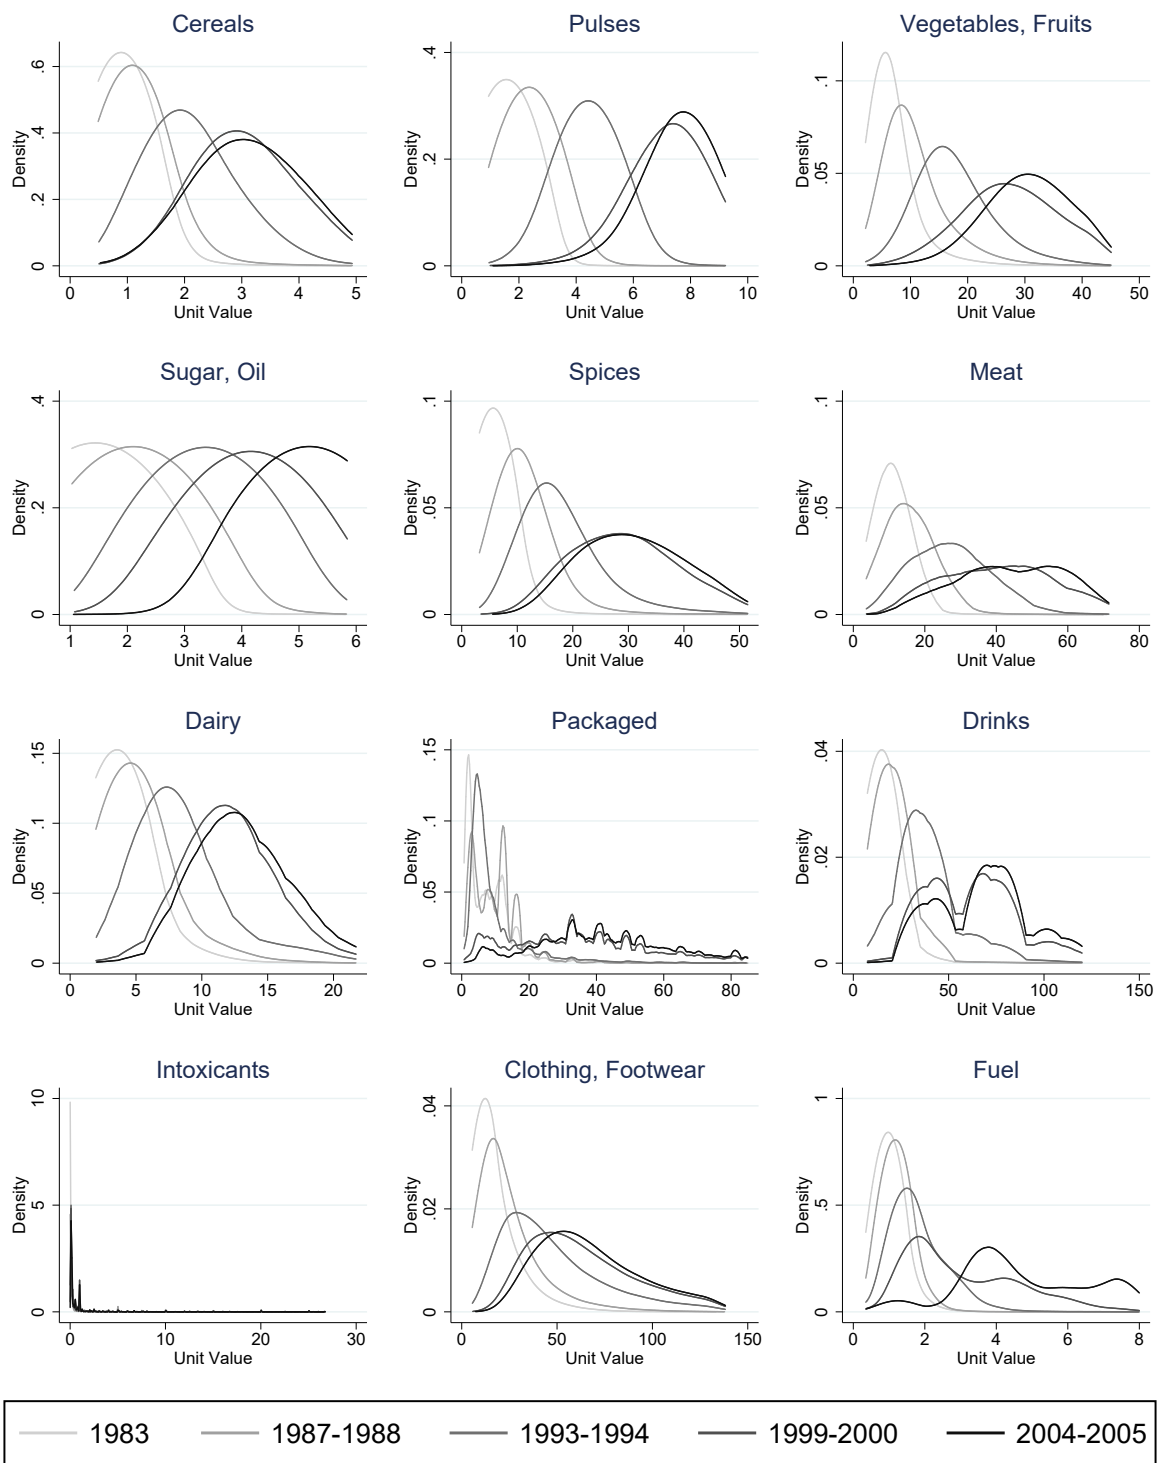 Cereals
Pulses
Vegetables, Fruits
Density
0 .2 .4 .6
0 1 2 3 4 5
Unit Value
Density
0 .2 .4
0 2 4 6 8 10
Unit Value
Density
0 .05 .1
0 10 20 30 40 50
Unit Value
Sugar, Oil
Spices
Meat
Density
0 .2 .4
1 2 3 4 5 6
Unit Value
Density
0 .05 .1
0 10 20 30 40 50
Unit Value
Density
0 .05 .1
0 20 40 60 80
Unit Value
Dairy
Packaged
Drinks
Density
0 .05 .1 .15
0 5 10 15 20
Unit Value
Density
0 .05 .1 .15
0 20 40 60 80
Unit Value
Density
0 .02 .04
0 50 100 150
Unit Value
Intoxicants
Clothing, Footwear
Fuel
Density
0 5 10
0 10 20 30
Unit Value
Density
0 .02 .04
0 50 100 150
Unit Value
Density
0 .5 1
0 2 4 6 8
Unit Value
1983 1987-1988 1993-1994 1999-2000 2004-2005